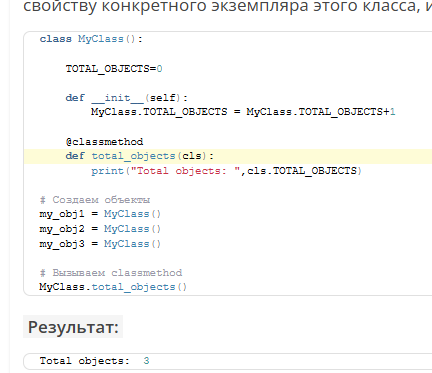 свойству конкретного экземпляра этого класса, и
class MyClass():
TOTAL_OBJECTS=0
def __init__(self):
MyClass.TOTAL_OBJECTS = MyClass.TOTAL_OBJECTS+1
@classmethod
def total_objects(cls):
print("Total objects: ",cls.TOTAL_OBJECTS)
# Создаем объекты
my_obj1 = MyClass()
my_obj2 = MyClass()
my_obj3 = MyClass()
# Вызываем classmethod
MyClass.total_objects()
Результат:
Total objects:  3